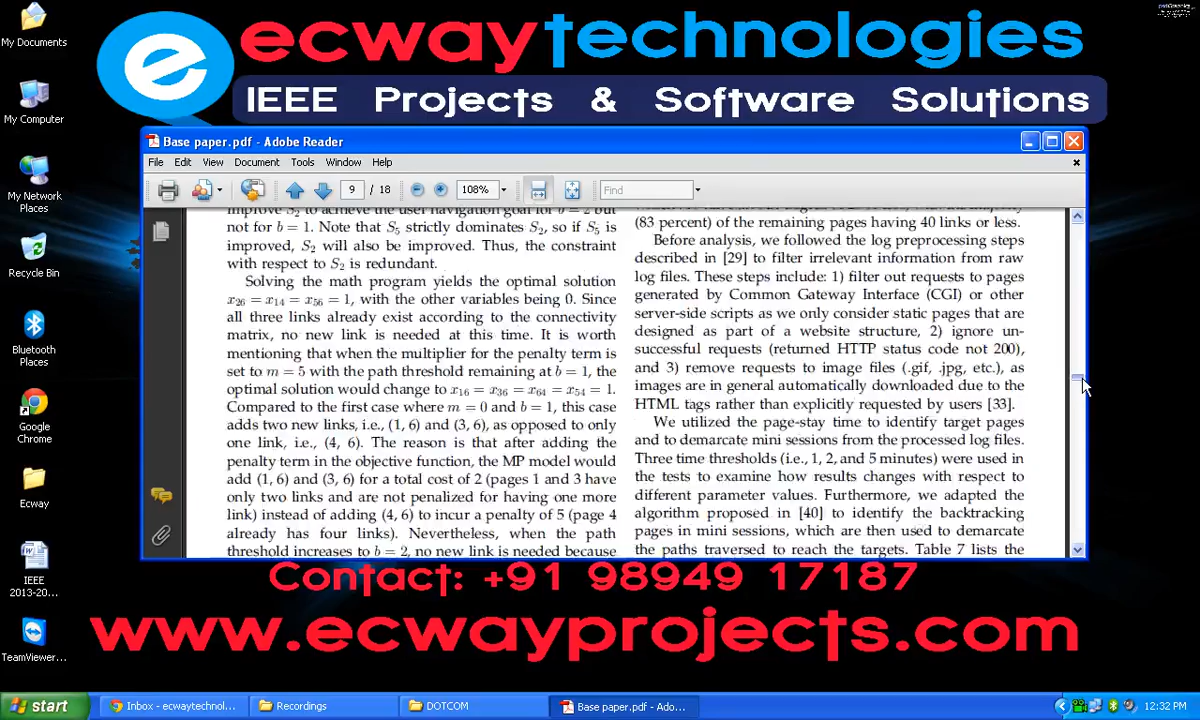 My Documents
My Computer
My Network
Places
Recycle Bin
Bluetooth
Places
Google
Chrome
Ecway
IEEE
2013-20...
TeamViewer...
ecwaytechnologies
IEEE Projects & Software Solutions
Base paper.pdf - Adobe Reader
File Edit View Document Tools Window Help
9 / 18 108% Find
improve S2 to achieve the user navigation goal for b = 2 but
not for b = 1. Note that S5 strictly dominates S2, so if S5 is
improved, S2 will also be improved. Thus, the constraint
with respect to S2 is redundant.
Solving the math program yields the optimal solution
x26 = x14 = x56 = 1, with the other variables being 0. Since
all three links already exist according to the connectivity
matrix, no new link is needed at this time. It is worth
mentioning that when the multiplier for the penalty term is
set to m = 5 with the path threshold remaining at b = 1, the
optimal solution would change to x16 = x36 = x64 = x54 = 1.
Compared to the first case where m = 0 and b = 1, this case
adds two new links, i.e., (1, 6) and (3, 6), as opposed to only
one link, i.e., (4, 6). The reason is that after adding the
penalty term in the objective function, the MP model would
add (1, 6) and (3, 6) for a total cost of 2 (pages 1 and 3 have
only two links and are not penalized for having one more
link) instead of adding (4, 6) to incur a penalty of 5 (page 4
already has four links). Nevertheless, when the path
threshold increases to b = 2, no new link is needed because
(83 percent) of the remaining pages having 40 links or less.
Before analysis, we followed the log preprocessing steps
described in [29] to filter irrelevant information from raw
log files. These steps include: 1) filter out requests to pages
generated by Common Gateway Interface (CGI) or other
server-side scripts as we only consider static pages that are
designed as part of a website structure, 2) ignore un-
successful requests (returned HTTP status code not 200),
and 3) remove requests to image files (.gif, .jpg, etc.), as
images are in general automatically downloaded due to the
HTML tags rather than explicitly requested by users [33].
We utilized the page-stay time to identify target pages
and to demarcate mini sessions from the processed log files.
Three time thresholds (i.e., 1, 2, and 5 minutes) were used in
the tests to examine how results changes with respect to
different parameter values. Furthermore, we adapted the
algorithm proposed in [40] to identify the backtracking
pages in mini sessions, which are then used to demarcate
the paths traversed to reach the targets. Table 7 lists the
Contact: +91 98949 17187
www.ecwayprojects.com
start
Inbox - ecwaytechnol...
Recordings
DOTCOM
Base paper.pdf - Ado...
12:32 PM